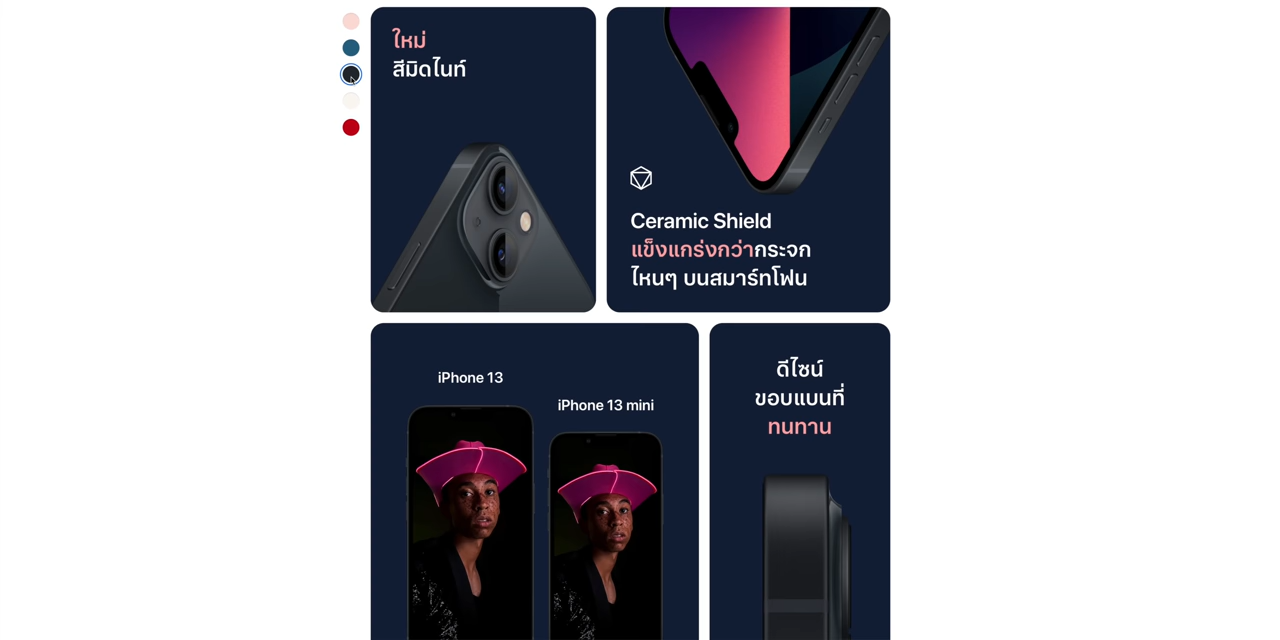 ใหม่
สีมิดไนท์
Ceramic Shield
แข็งแกร่งกว่ากระจก
ไหนๆ บนสมาร์ทโฟน
iPhone 13
iPhone 13 mini
ดีไซน์
ขอบแบนที่
ทนทาน